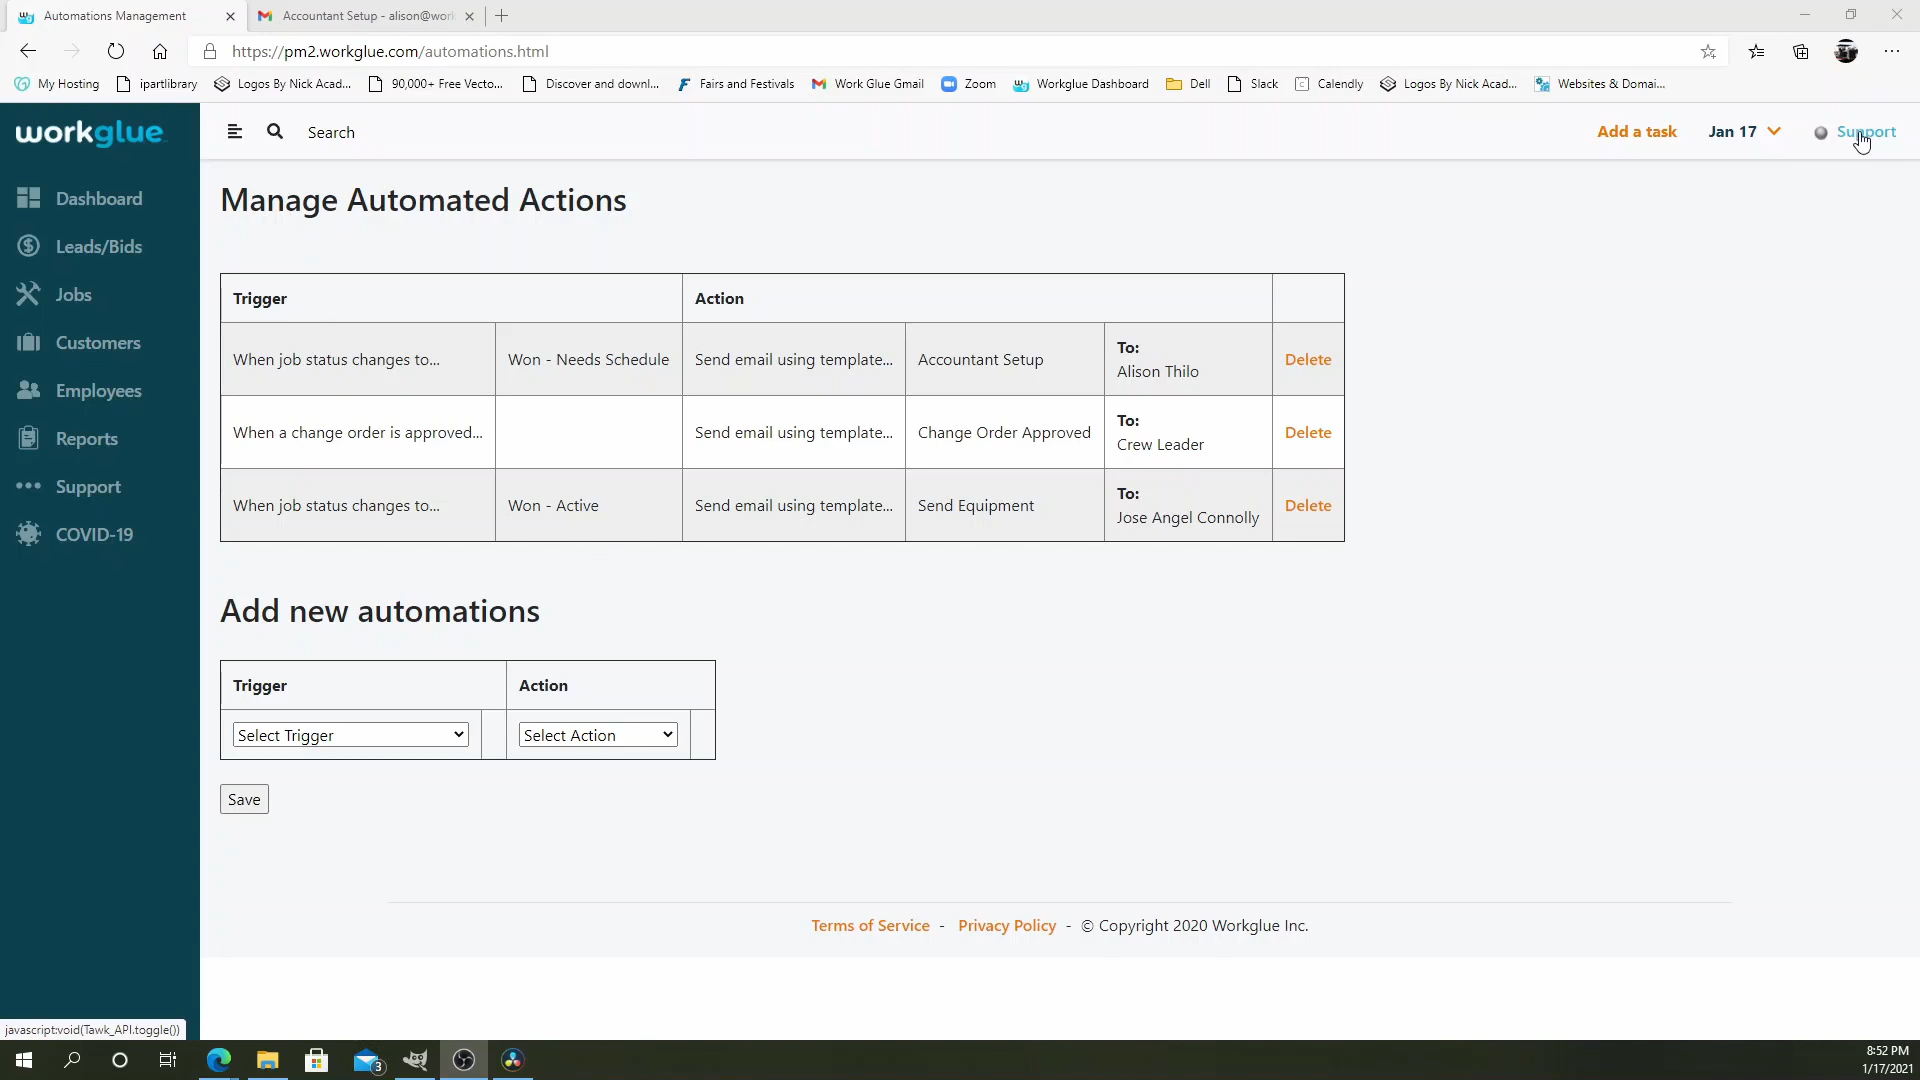 Automations Management
Accountant Setup - alison@work
https://pm2.workglue.com/automations.html
My Hosting
ipartlibrary
Logos By Nick Acad...
90,000+ Free Vecto...
Discover and downl...
Fairs and Festivals
Work Glue Gmail
Zoom
Workglue Dashboard
Dell
Slack
Calendly
Logos By Nick Acad...
Websites & Domai...
workglue
Search
Add a task
Jan 17
Support
Dashboard
Leads/Bids
Jobs
Customers
Employees
Reports
Support
COVID-19
Manage Automated Actions
Trigger Action
When job status changes to... Won - Needs Schedule Send email using template... Accountant Setup To: Delete
Alison Thilo
When a change order is approved... Send email using template... Change Order Approved To: Delete
Crew Leader
When job status changes to... Won - Active Send email using template... Send Equipment To: Delete
Jose Angel Connolly
Add new automations
Trigger Action
Select Trigger Select Action
Save
Terms of Service - Privacy Policy - © Copyright 2020 Workglue Inc.
javascript:void(Tawk_API.toggle())
3
8:52 PM
1/17/2021